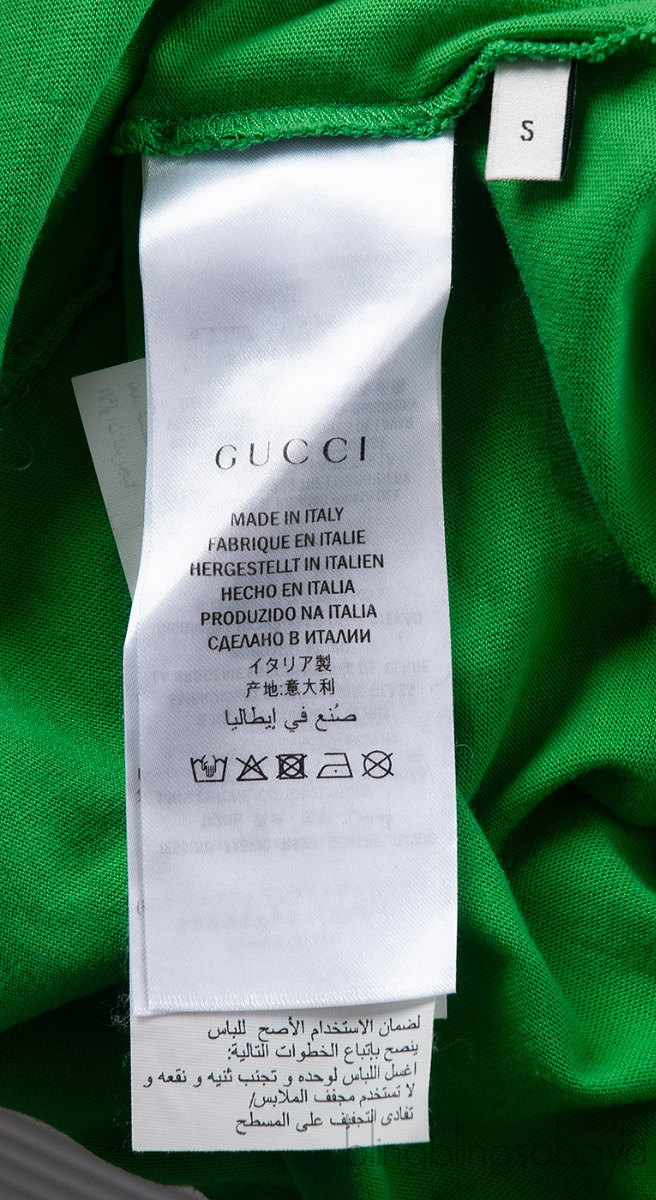 S
GUCCI
MADE IN ITALY
FABRIQUE EN ITALIE
HERGESTELLT IN ITALIEN
HECHO EN ITALIA
PRODUZIDO NA ITALIA
СДЕЛАНО В ИТАЛИИ
イタリア製
产地:意大利
صُنع في إيطاليا
لضمان الاستخدام الأصح للباس
ينصح بإتباع الخطوات التالية:
اغسل اللباس لوحده و تجنب ثنيه و نقعه و
لا تستخدم مجفف الملابس/
تفادى التجفيف على المسطح